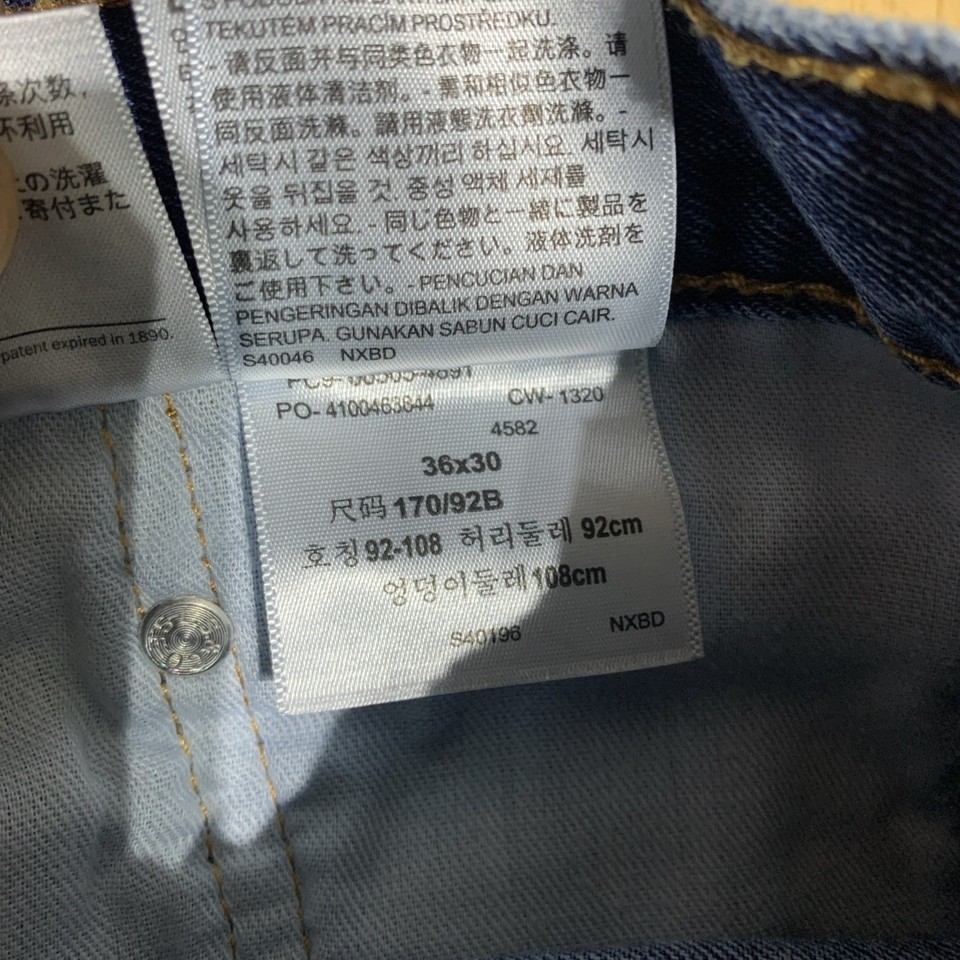 条次数,
环利用
の洗濯
寄付また
patent expired in 1890.
TEKUTÉM PRACÍM PROSTŘEDKU.
- 请反面并与同类色衣物一起洗涤。请
使用液体清洁剂。- 需和相似色衣物一
同反面洗滌。請用液態洗衣劑洗滌。-
세탁시 같은 색상끼리 하십시요. 세탁시
옷을 뒤집을 것. 중성 액체 세제를
사용하세요. - 同じ色物と一緒に製品を
裏返して洗ってください。液体洗剤を
ご使用下さい。- PENCUCIAN DAN
PENGERINGAN DIBALIK DENGAN WARNA
SERUPA. GUNAKAN SABUN CUCI CAIR.
S40046 NXBD
PO- 4100463644 CW- 1320
4582
36x30
尺码 170/92B
호칭 92-108 허리둘레 92cm
엉덩이둘레 108cm
S40196 NXBD